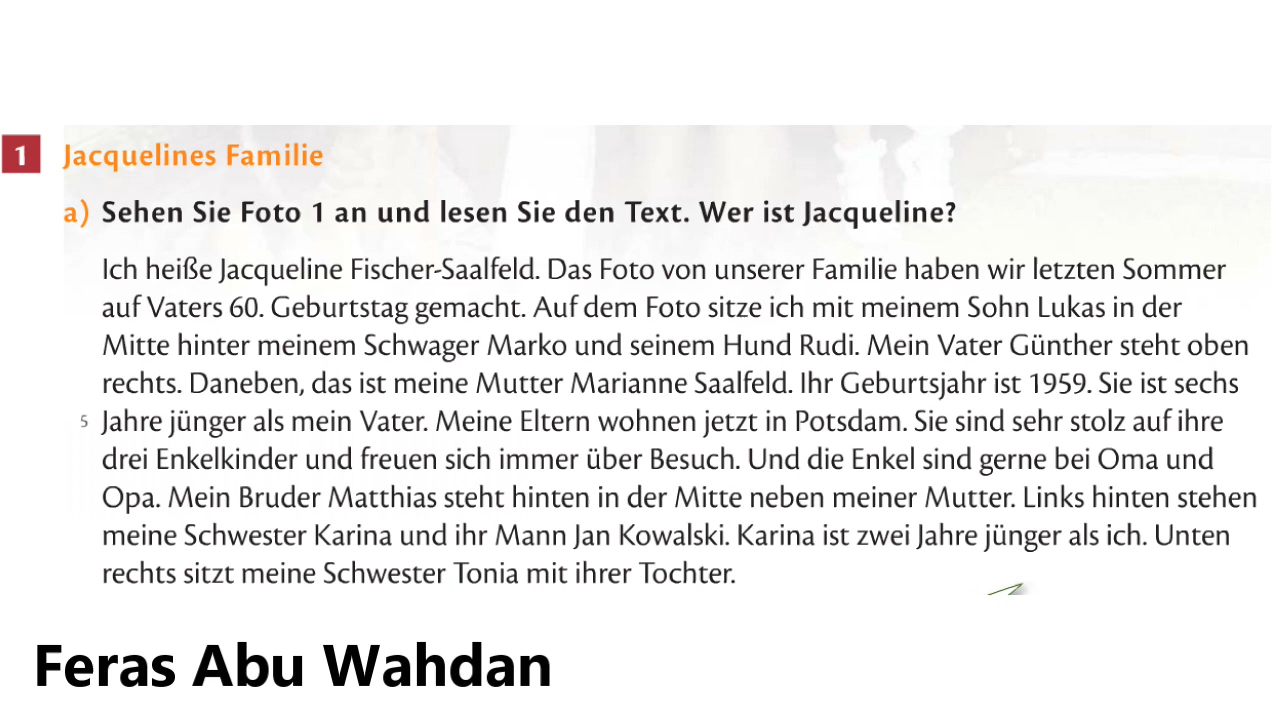 1 Jacquelines Familie
a) Sehen Sie Foto 1 an und lesen Sie den Text. Wer ist Jacqueline?
Ich heiße Jacqueline Fischer-Saalfeld. Das Foto von unserer Familie haben wir letzten Sommer
auf Vaters 60. Geburtstag gemacht. Auf dem Foto sitze ich mit meinem Sohn Lukas in der
Mitte hinter meinem Schwager Marko und seinem Hund Rudi. Mein Vater Günther steht oben
rechts. Daneben, das ist meine Mutter Marianne Saalfeld. Ihr Geburtsjahr ist 1959. Sie ist sechs
5 Jahre jünger als mein Vater. Meine Eltern wohnen jetzt in Potsdam. Sie sind sehr stolz auf ihre
drei Enkelkinder und freuen sich immer über Besuch. Und die Enkel sind gerne bei Oma und
Opa. Mein Bruder Matthias steht hinten in der Mitte neben meiner Mutter. Links hinten stehen
meine Schwester Karina und ihr Mann Jan Kowalski. Karina ist zwei Jahre jünger als ich. Unten
rechts sitzt meine Schwester Tonia mit ihrer Tochter.
Feras Abu Wahdan